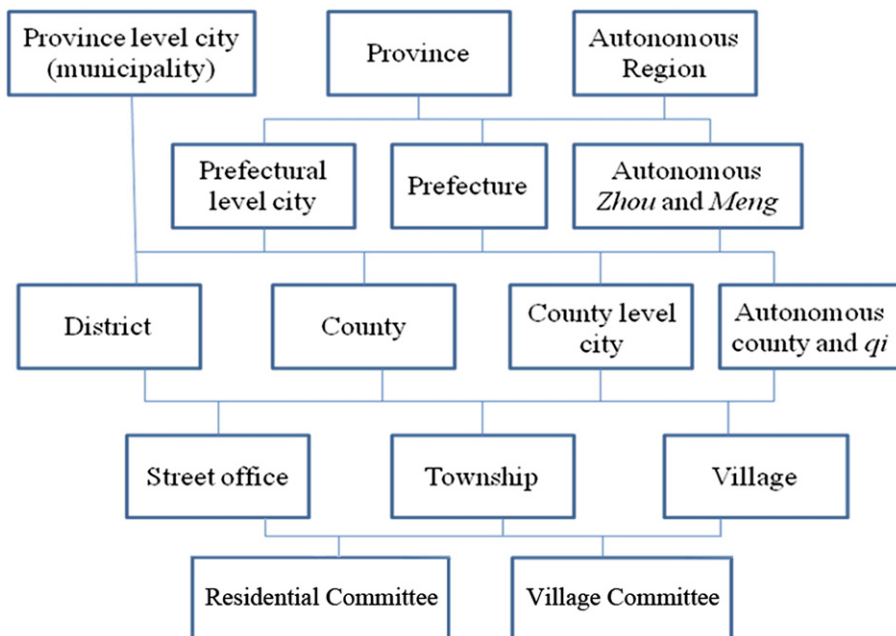 Province level city
(municipality)
Province
Autonomous
Region
Prefectural
level city
Prefecture
Autonomous
Zhou and Meng
District
County
County level
city
Autonomous
county and qi
Street office
Township
Village
Residential Committee
Village Committee